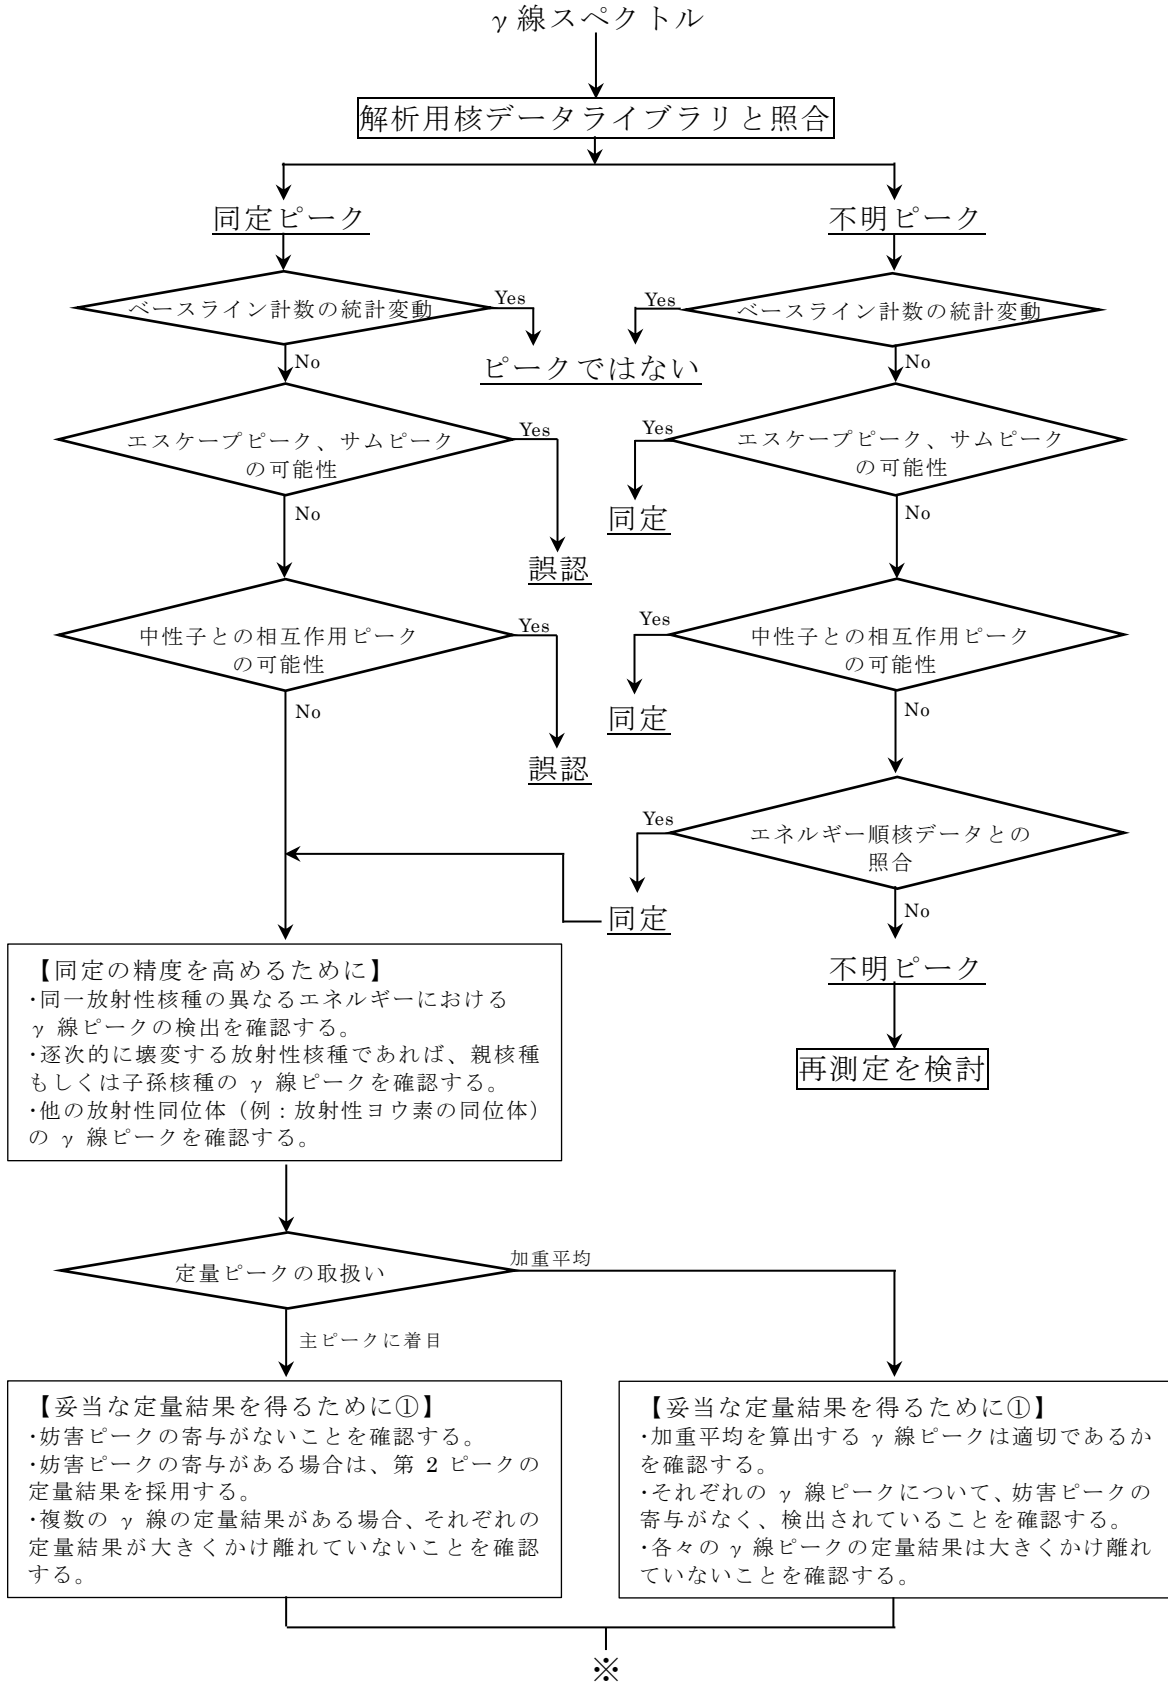 γ 線スペクトル
解析用核データライブラリと照合
同定ピーク
不明ピーク
ベースライン計数の統計変動
Yes
Yes
ベースライン計数の統計変動
No
ピークではない
No
エスケープピーク、サムピーク
の可能性
Yes
Yes
エスケープピーク、サムピーク
の可能性
No
同定
No
誤認
中性子との相互作用ピーク
の可能性
Yes
Yes
中性子との相互作用ピーク
の可能性
No
同定
No
誤認
Yes
エネルギー順核データとの
照合
同定
No
不明ピーク
再測定を検討
【同定の精度を高めるために】
・同一放射性核種の異なるエネルギーにおける
γ 線ピークの検出を確認する。
・逐次的に壊変する放射性核種であれば、親核種
もしくは子孫核種の γ 線ピークを確認する。
・他の放射性同位体（例：放射性ヨウ素の同位体）
の γ 線ピークを確認する。
定量ピークの取扱い
加重平均
主ピークに着目
【妥当な定量結果を得るために①】
・妨害ピークの寄与がないことを確認する。
・妨害ピークの寄与がある場合は、第 2 ピークの
定量結果を採用する。
・複数の γ 線の定量結果がある場合、それぞれの
定量結果が大きくかけ離れていないことを確認
する。
【妥当な定量結果を得るために①】
・加重平均を算出する γ 線ピークは適切であるか
を確認する。
・それぞれの γ 線ピークについて、妨害ピークの
寄与がなく、検出されていることを確認する。
・各々の γ 線ピークの定量結果は大きくかけ離れ
ていないことを確認する。
※